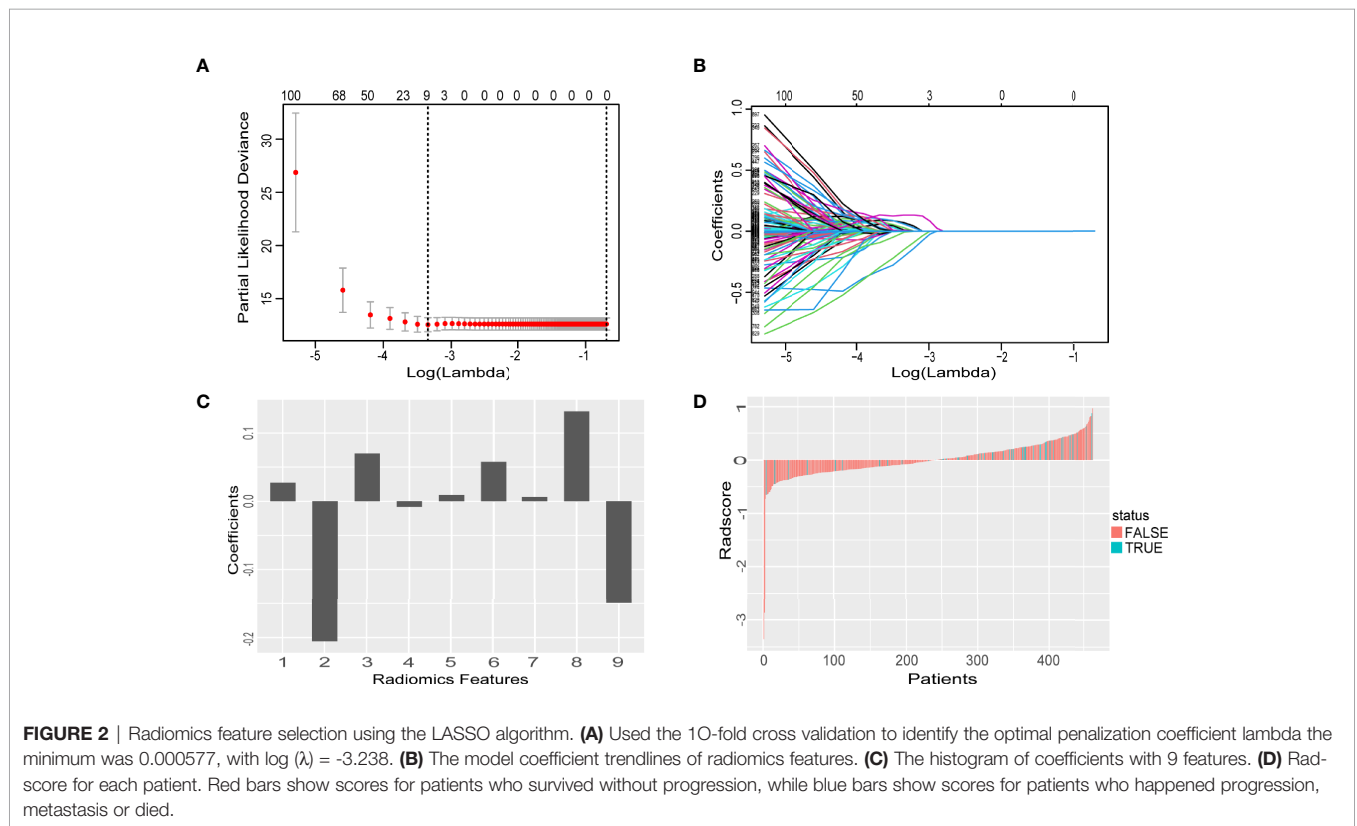 A
100 68 50 23 9 3 0 0 0 0 0 0 0 0 0 0
Partial Likelihood Deviance
30
25
20
15
-5 -4 -3 -2 -1
Log(Lambda)
B
100 50 3 0 0
Coefficients
1.0
0.5
0.0
-0.5
-5 -4 -3 -2 -1
Log(Lambda)
C
Coefficients
0.1
0.0
-0.1
-0.2
1 2 3 4 5 6 7 8 9
Radiomics Features
D
Radscore
1
0
-1
-2
-3
0 100 200 300 400
Patients
status
FALSE
TRUE
FIGURE 2 | Radiomics feature selection using the LASSO algorithm. (A) Used the 1O-fold cross validation to identify the optimal penalization coefficient lambda the
minimum was 0.000577, with log (λ) = -3.238. (B) The model coefficient trendlines of radiomics features. (C) The histogram of coefficients with 9 features. (D) Rad-
score for each patient. Red bars show scores for patients who survived without progression, while blue bars show scores for patients who happened progression,
metastasis or died.